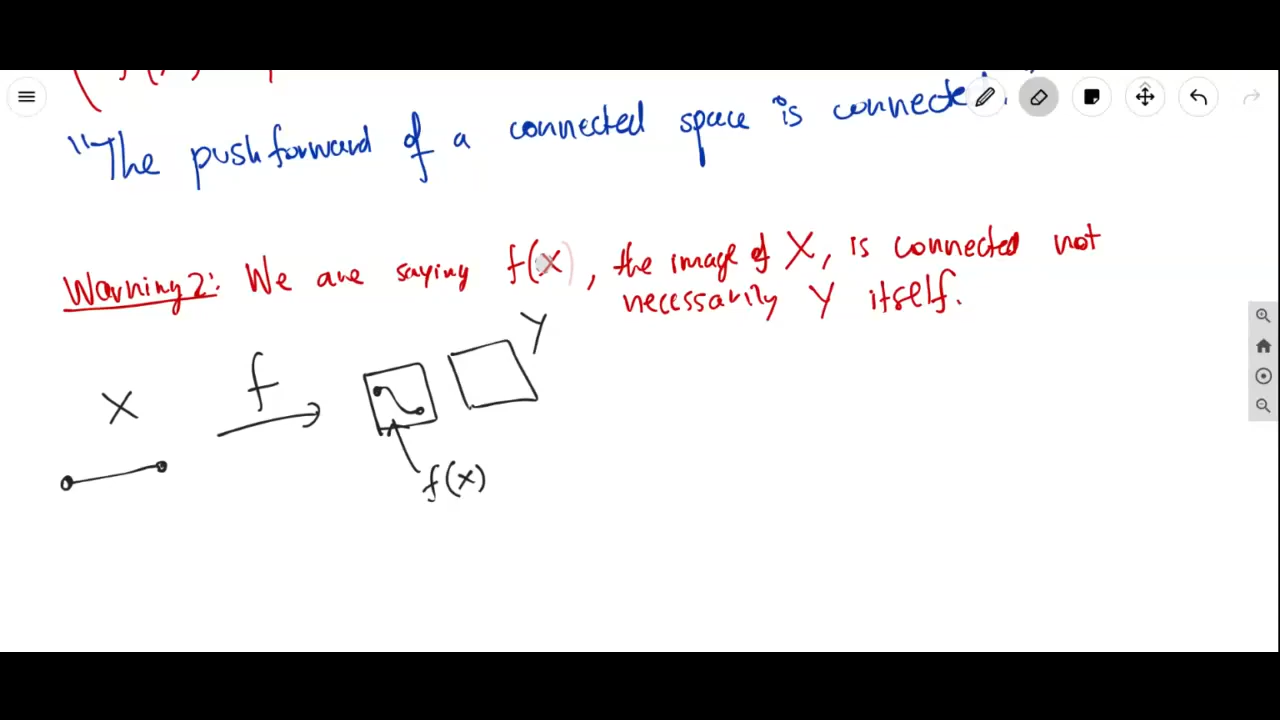 "The pushforward of a connected space is connected.
Warning 2: We are saying f(X), the image of X, is connected not
necessarily Y itself.
Y
X
f
f(X)